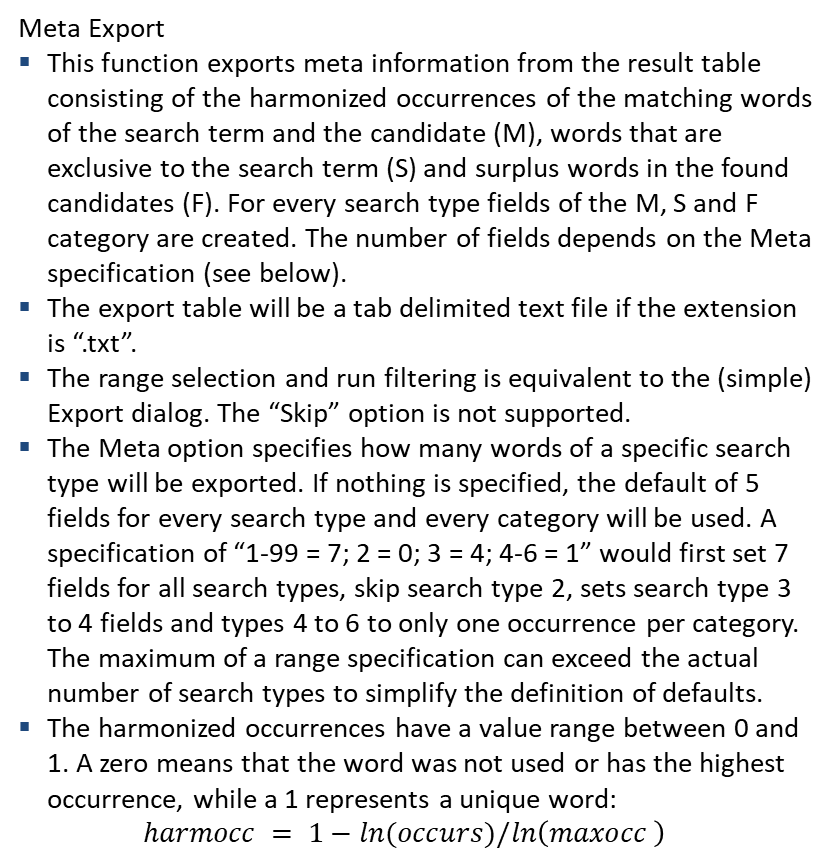 Meta Export
▪ This function exports meta information from the result table
consisting of the harmonized occurrences of the matching words
of the search term and the candidate (M), words that are
exclusive to the search term (S) and surplus words in the found
candidates (F). For every search type fields of the M, S and F
category are created. The number of fields depends on the Meta
specification (see below).
▪ The export table will be a tab delimited text file if the extension
is “.txt”.
▪ The range selection and run filtering is equivalent to the (simple)
Export dialog. The “Skip” option is not supported.
▪ The Meta option specifies how many words of a specific search
type will be exported. If nothing is specified, the default of 5
fields for every search type and every category will be used. A
specification of “1-99 = 7; 2 = 0; 3 = 4; 4-6 = 1” would first set 7
fields for all search types, skip search type 2, sets search type 3
to 4 fields and types 4 to 6 to only one occurrence per category.
The maximum of a range specification can exceed the actual
number of search types to simplify the definition of defaults.
▪ The harmonized occurrences have a value range between 0 and
1. A zero means that the word was not used or has the highest
occurrence, while a 1 represents a unique word:
harmocc = 1 − ln(occurs)/ln(maxocc )